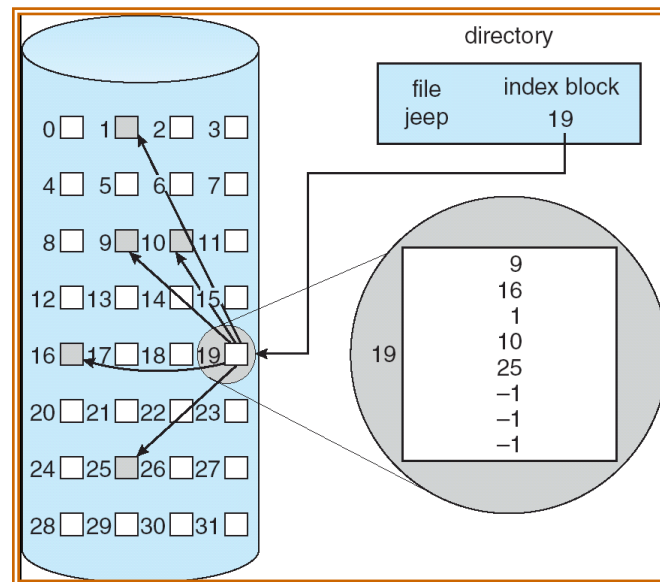 directory
file index block
jeep 19
0 1 2 3
4 5 6 7
8 9 10 11
12 13 14 15
16 17 18 19
20 21 22 23
24 25 26 27
28 29 30 31
19
9
16
1
10
25
–1
–1
–1